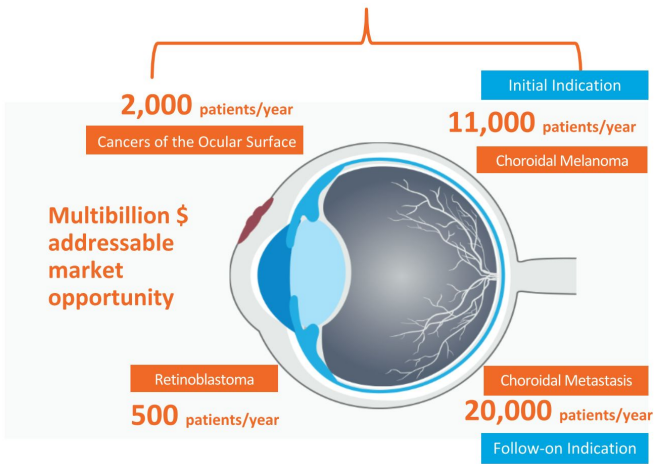 2,000 patients/year
Cancers of the Ocular Surface
Initial Indication
11,000 patients/year
Choroidal Melanoma
Multibillion $
addressable
market
opportunity
Retinoblastoma
500 patients/year
Choroidal Metastasis
20,000 patients/year
Follow-on Indication